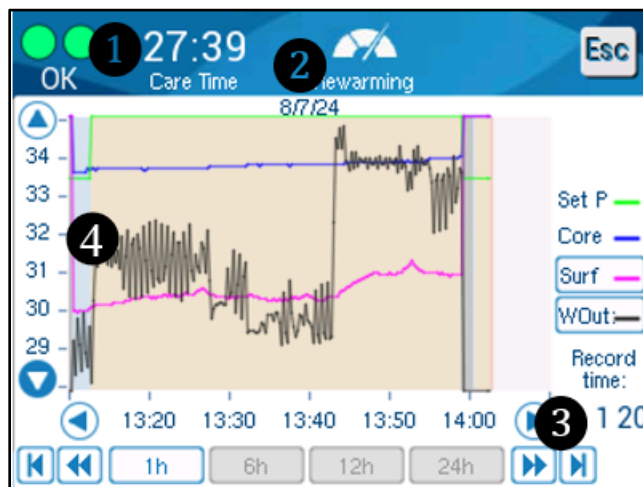 1 27:39 2 Esc
OK Care Time ewarming
8/7/24
34
33
32
4
31
30
29
Set P
Core
Surf
WOut:
Record
time:
3 1 20
13:20 13:30 13:40 13:50 14:00
1h 6h 12h 24h